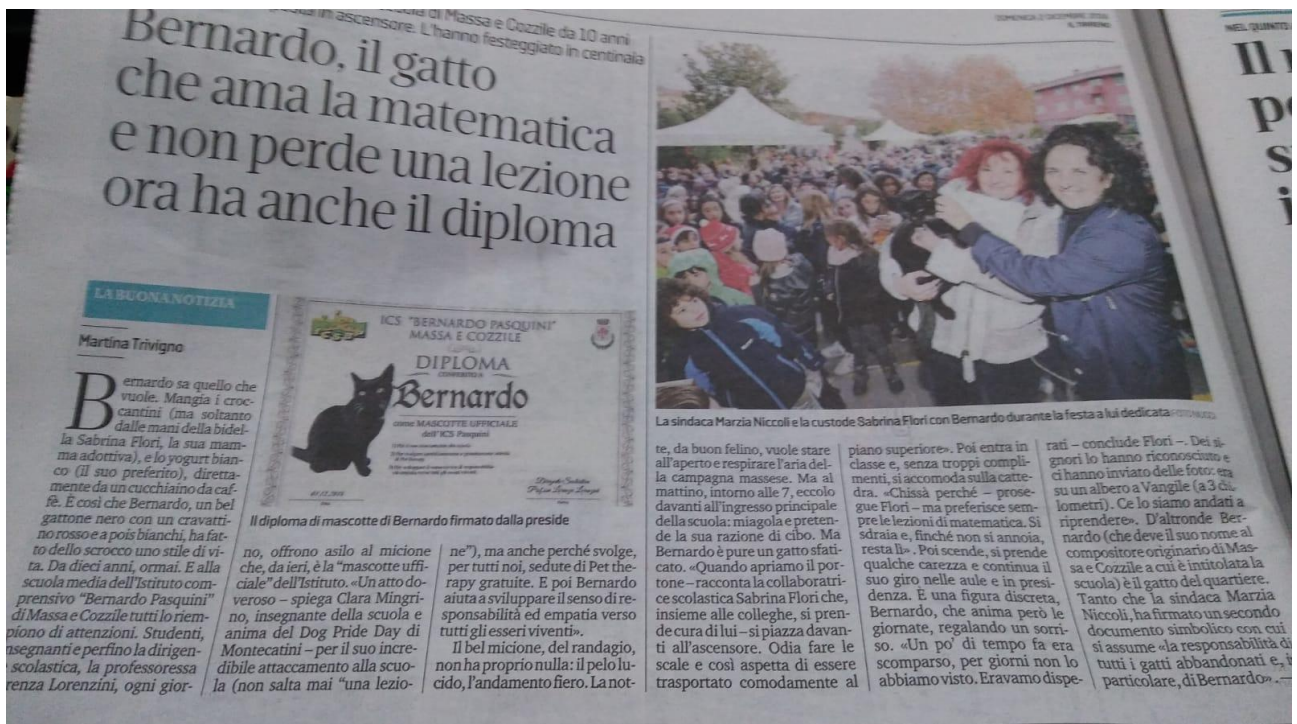 di Massa e Cozzile da 10 anni
in ascensore. L'hanno festeggiato in centinaia
Bernardo, il gatto
che ama la matematica
e non perde una lezione
ora ha anche il diploma
DOMENICA 2 DICEMBRE
IL TIRRENO
LA BUONA NOTIZIA
Martina Trivigno
ICS "BERNARDO PASQUINI"
MASSA E COZZILE
DIPLOMA
Bernardo
come MASCOTTE UFFICIALE
dell'ICS Pasquini
Il diploma di mascotte di Bernardo firmato dalla preside
La sindaca Marzia Niccoli e la custode Sabrina Flori con Bernardo durante la festa a lui dedicata
Bernardo sa quello che
vuole. Mangia i croc-
cantini (ma soltanto
dalle mani della bidel-
la Sabrina Flori, la sua mam-
ma adottiva), e lo yogurt bian-
co (il suo preferito), diretta-
mente da un cucchiaino da caf-
fè. È così che Bernardo, un bel
gattone nero con un cravatti-
no rosso e a pois bianchi, ha fat-
to dello scrocco uno stile di vi-
ta. Da dieci anni, ormai. E alla
scuola media dell'Istituto com-
prensivo "Bernardo Pasquini"
di Massa e Cozzile tutti lo riem-
piono di attenzioni. Studenti,
nsegnanti e perfino la dirigen-
scolastica, la professoressa
renza Lorenzini, ogni gior-
no, offrono asilo al micione
che, da ieri, è la "mascotte uffi-
ciale" dell'Istituto. «Un atto do-
veroso – spiega Clara Mingri-
no, insegnante della scuola e
anima del Dog Pride Day di
Montecatini – per il suo incre-
dibile attaccamento alla scuo-
la (non salta mai "una lezio-
ne"), ma anche perché svolge,
per tutti noi, sedute di Pet the-
rapy gratuite. E poi Bernardo
aiuta a sviluppare il senso di re-
sponsabilità ed empatia verso
tutti gli esseri viventi».
Il bel micione, del randagio,
non ha proprio nulla: il pelo lu-
cido, l'andamento fiero. La not-
te, da buon felino, vuole stare
all'aperto e respirare l'aria del-
la campagna massese. Ma al
mattino, intorno alle 7, eccolo
davanti all'ingresso principale
della scuola: miagola e preten-
de la sua razione di cibo. Ma
Bernardo è pure un gatto sfati-
cato. «Quando apriamo il por-
tone – racconta la collaboratri-
ce scolastica Sabrina Flori che,
insieme alle colleghe, si pren-
de cura di lui – si piazza davan-
ti all'ascensore. Odia fare le
scale e così aspetta di essere
trasportato comodamente al
piano superiore». Poi entra in
classe e, senza troppi compli-
menti, si accomoda sulla catte-
dra. «Chissà perché – prose-
gue Flori – ma preferisce sem-
pre le lezioni di matematica. Si
sdraia e, finché non si annoia,
resta lì». Poi scende, si prende
qualche carezza e continua il
suo giro nelle aule e in presi-
denza. È una figura discreta,
Bernardo, che anima però le
giornate, regalando un sorri-
so. «Un po' di tempo fa era
scomparso, per giorni non lo
abbiamo visto. Eravamo dispe-
rati – conclude Flori –. Dei si-
gnori lo hanno riconosciuto e
ci hanno inviato delle foto: era
su un albero a Vangile (a 3 chi-
lometri). Ce lo siamo andati a
riprendere». D'altronde Ber-
nardo (che deve il suo nome al
compositore originario di Mas-
sa e Cozzile a cui è intitolata la
scuola) è il gatto del quartiere.
Tanto che la sindaca Marzia
Niccoli, ha firmato un secondo
documento simbolico con cui
si assume «la responsabilità di
tutti i gatti abbandonati e, i
particolare, di Bernardo». —
NEL QUINTO
Il